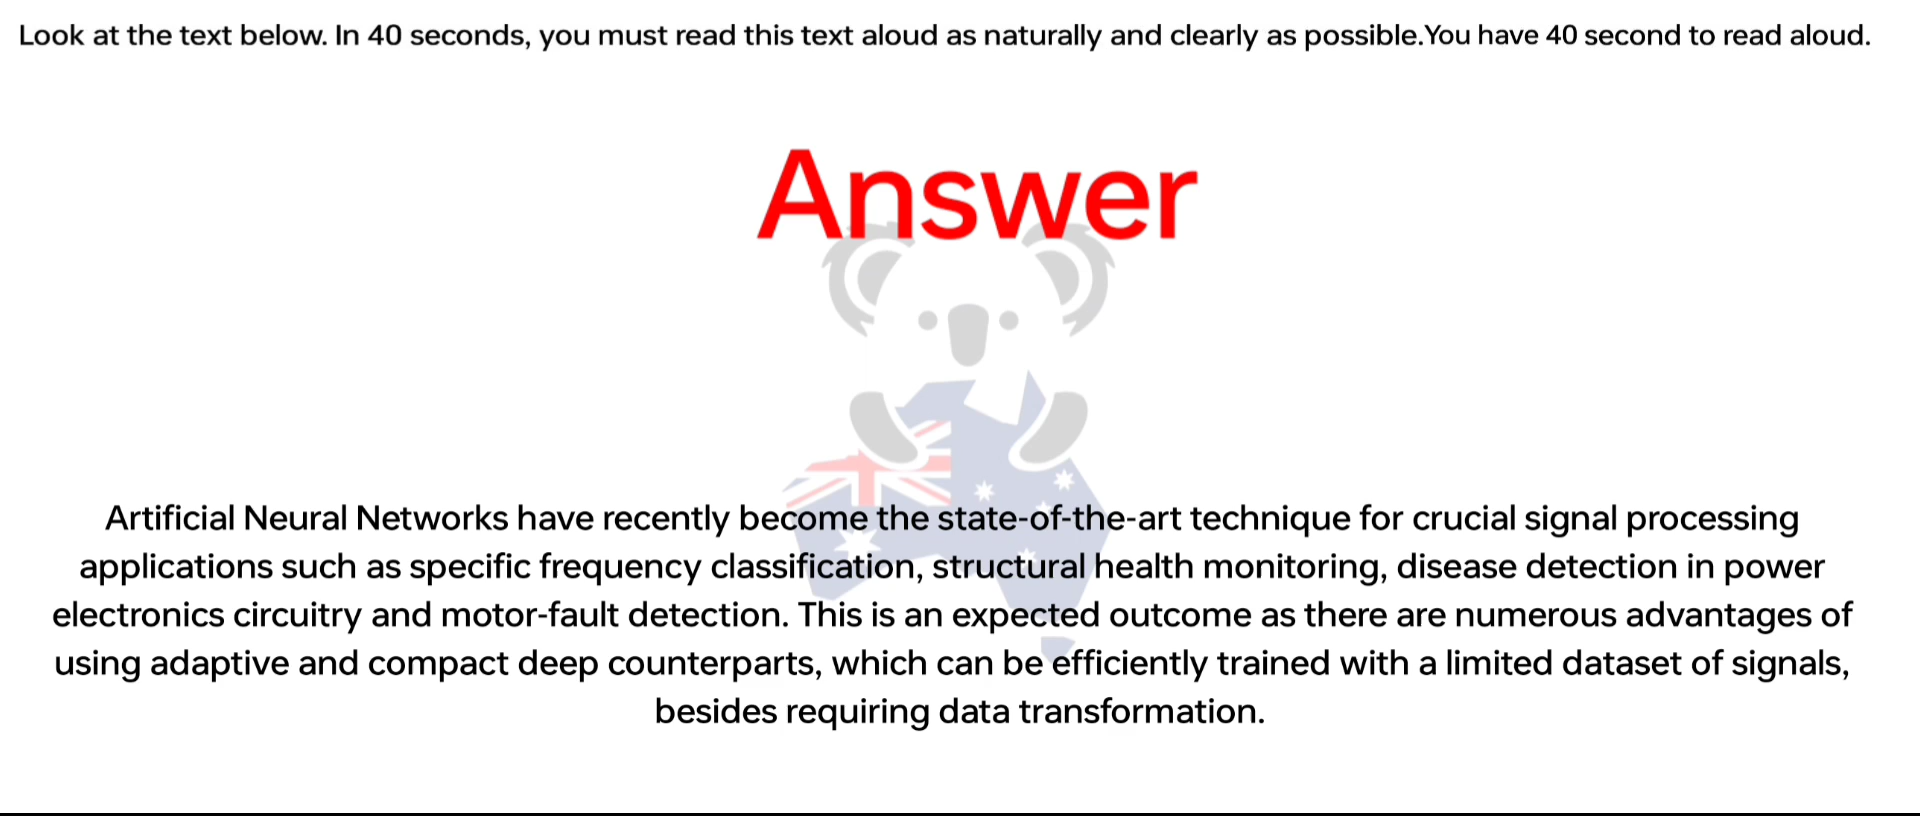 Look at the text below. In 40 seconds, you must read this text aloud as naturally and clearly as possible.You have 40 second to read aloud.
Answer
Artificial Neural Networks have recently become the state-of-the-art technique for crucial signal processing
applications such as specific frequency classification, structural health monitoring, disease detection in power
electronics circuitry and motor-fault detection. This is an expected outcome as there are numerous advantages of
using adaptive and compact deep counterparts, which can be efficiently trained with a limited dataset of signals,
besides requiring data transformation.